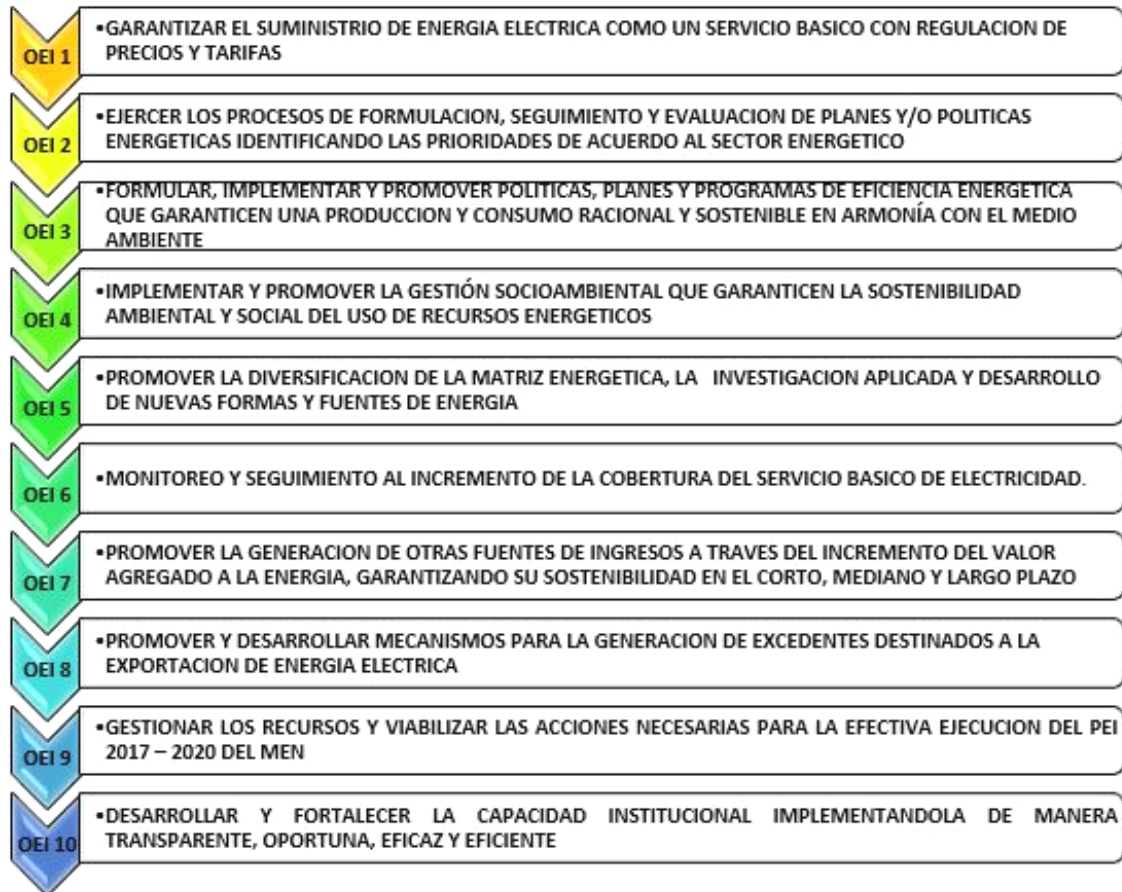 OEI 1
•GARANTIZAR EL SUMINISTRO DE ENERGIA ELECTRICA COMO UN SERVICIO BASICO CON REGULACION DE
PRECIOS Y TARIFAS
OEI 2
•EJERCER LOS PROCESOS DE FORMULACION, SEGUIMIENTO Y EVALUACION DE PLANES Y/O POLITICAS
ENERGETICAS IDENTIFICANDO LAS PRIORIDADES DE ACUERDO AL SECTOR ENERGETICO
OEI 3
•FORMULAR, IMPLEMENTAR Y PROMOVER POLITICAS, PLANES Y PROGRAMAS DE EFICIENCIA ENERGETICA
QUE GARANTICEN UNA PRODUCCION Y CONSUMO RACIONAL Y SOSTENIBLE EN ARMONÍA CON EL MEDIO
AMBIENTE
OEI 4
•IMPLEMENTAR Y PROMOVER LA GESTIÓN SOCIOAMBIENTAL QUE GARANTICEN LA SOSTENIBILIDAD
AMBIENTAL Y SOCIAL DEL USO DE RECURSOS ENERGETICOS
OEI 5
•PROMOVER LA DIVERSIFICACION DE LA MATRIZ ENERGETICA, LA INVESTIGACION APLICADA Y DESARROLLO
DE NUEVAS FORMAS Y FUENTES DE ENERGIA
OEI 6
•MONITOREO Y SEGUIMIENTO AL INCREMENTO DE LA COBERTURA DEL SERVICIO BASICO DE ELECTRICIDAD.
OEI 7
•PROMOVER LA GENERACION DE OTRAS FUENTES DE INGRESOS A TRAVES DEL INCREMENTO DEL VALOR
AGREGADO A LA ENERGIA, GARANTIZANDO SU SOSTENIBILIDAD EN EL CORTO, MEDIANO Y LARGO PLAZO
OEI 8
•PROMOVER Y DESARROLLAR MECANISMOS PARA LA GENERACION DE EXCEDENTES DESTINADOS A LA
EXPORTACION DE ENERGIA ELECTRICA
OEI 9
•GESTIONAR LOS RECURSOS Y VIABILIZAR LAS ACCIONES NECESARIAS PARA LA EFECTIVA EJECUCION DEL PEI
2017 – 2020 DEL MEN
OEI 10
•DESARROLLAR Y FORTALECER LA CAPACIDAD INSTITUCIONAL IMPLEMENTANDOLA DE MANERA
TRANSPARENTE, OPORTUNA, EFICAZ Y EFICIENTE